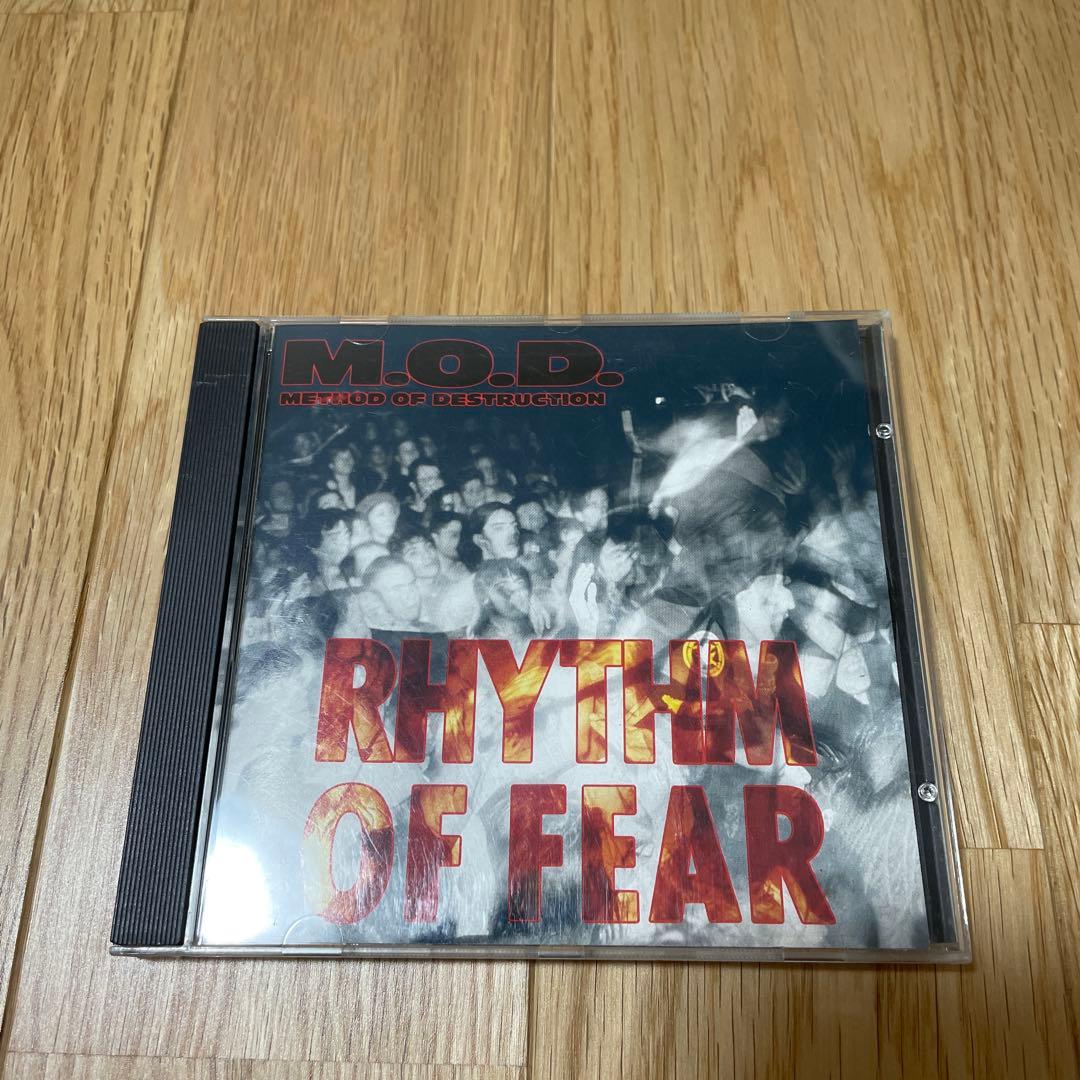 M.O.D.
METHOD OF DESTRUCTION
RHYTHM
OF FEAR